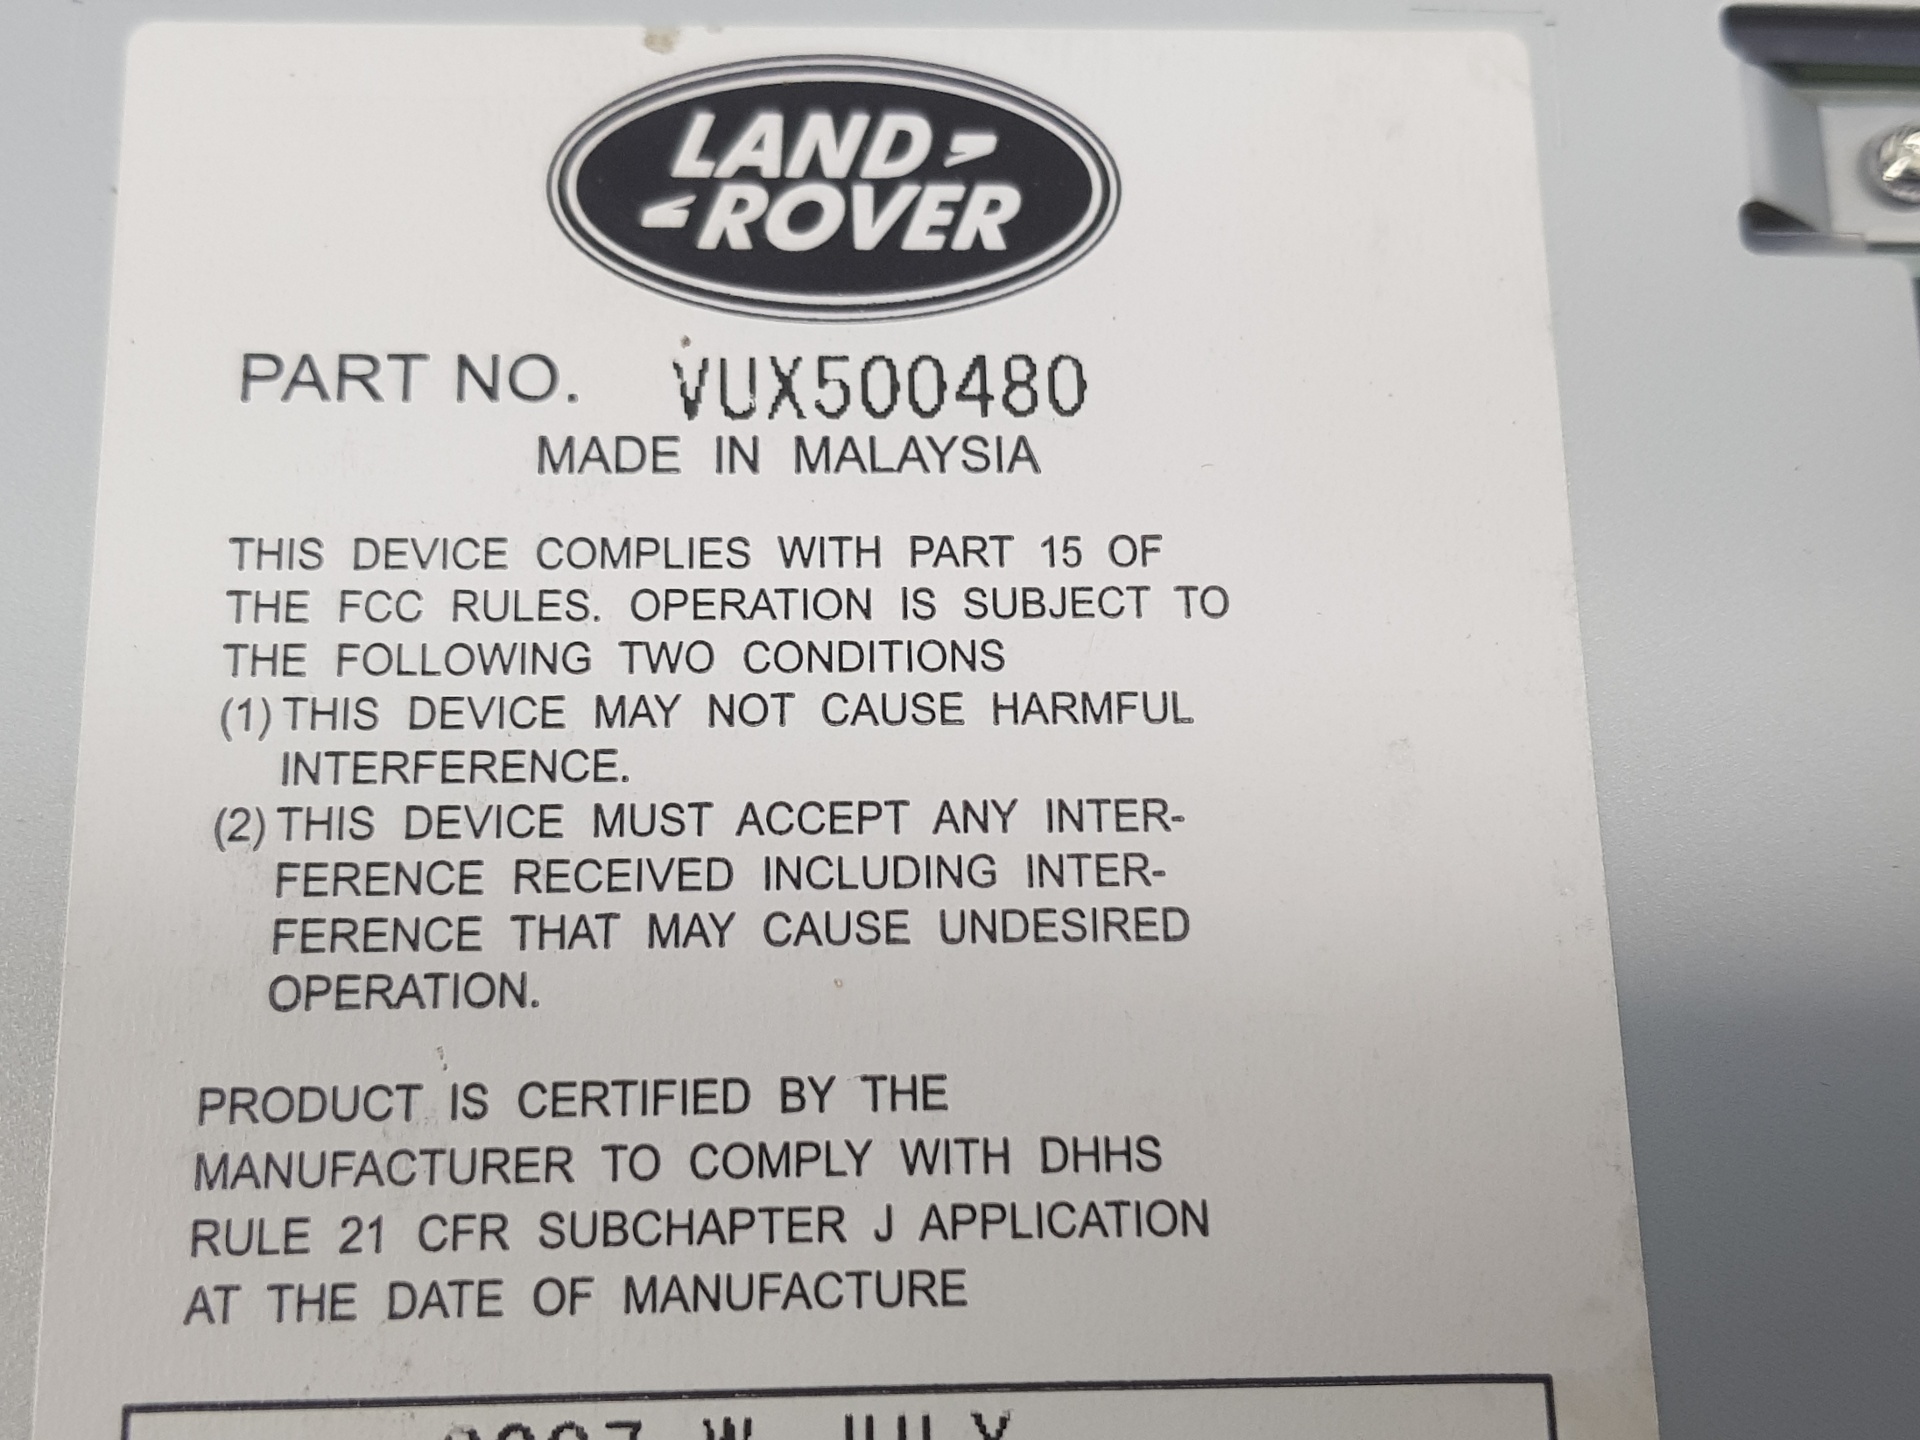 LAND
ROVER
PART NO. VUX500480
MADE IN MALAYSIA
THIS DEVICE COMPLIES WITH PART 15 OF
THE FCC RULES. OPERATION IS SUBJECT TO
THE FOLLOWING TWO CONDITIONS
(1) THIS DEVICE MAY NOT CAUSE HARMFUL
INTERFERENCE.
(2) THIS DEVICE MUST ACCEPT ANY INTER-
FERENCE RECEIVED INCLUDING INTER-
FERENCE THAT MAY CAUSE UNDESIRED
OPERATION.
PRODUCT IS CERTIFIED BY THE
MANUFACTURER TO COMPLY WITH DHHS
RULE 21 CFR SUBCHAPTER J APPLICATION
AT THE DATE OF MANUFACTURE
JULY